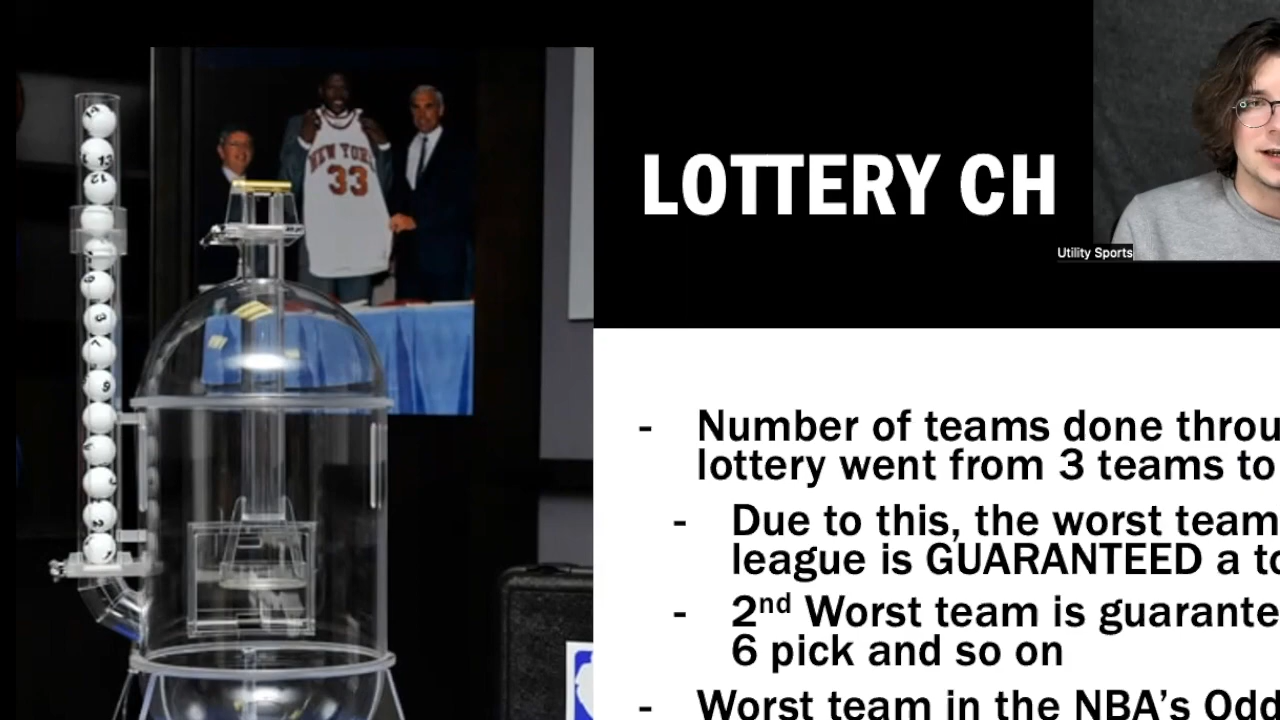 NEW YORK
33
LOTTERY CH
Utility Sports
- Number of teams done throu
lottery went from 3 teams to
- Due to this, the worst team
league is GUARANTEED a to
- 2nd Worst team is guarante
6 pick and so on
- Worst team in the NBA's Odd